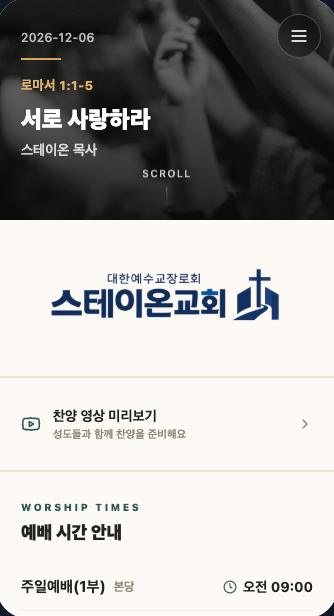 2026-12-06
로마서 1:1-5
서로 사랑하라
스테이온 목사
SCROLL
대한예수교장로회
스테이온교회
찬양 영상 미리보기
성도들과 함께 찬양을 준비해요
WORSHIP TIMES
예배 시간 안내
주일예배(1부) 본당 오전 09:00